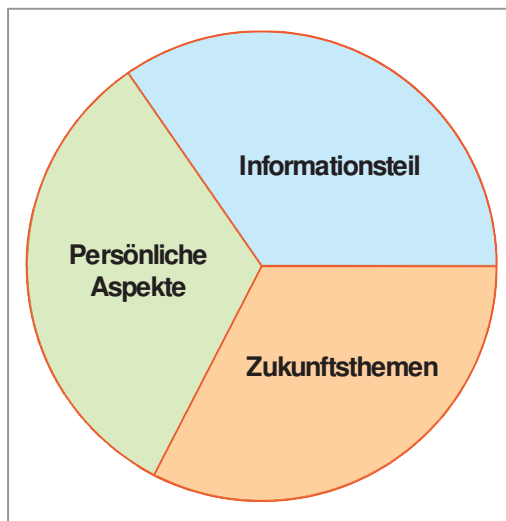 Informationsteil
Persönliche
Aspekte
Zukunftsthemen